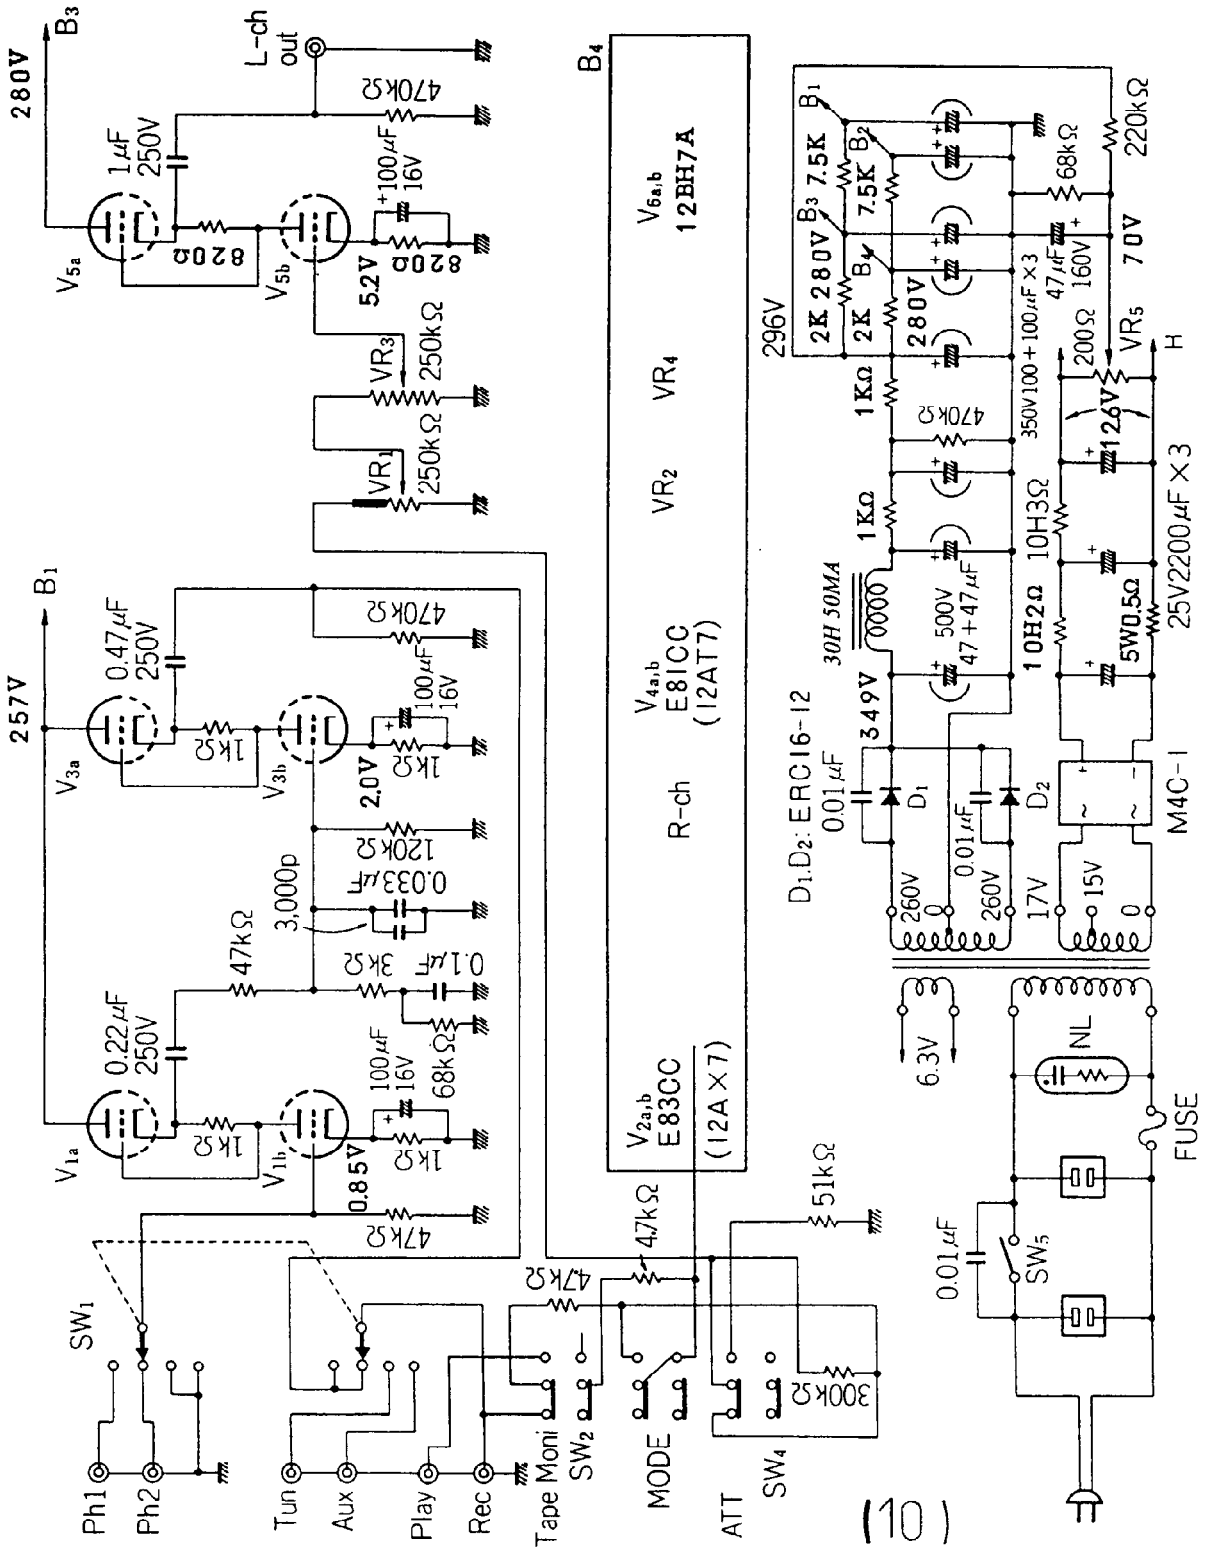 Ph1
Ph2
SW1
47kΩ
V1a
V1b
0.85V
1kΩ
1kΩ
100μF
16V
0.22μF
250V
68kΩ
47kΩ
3kΩ
0.1μF
3,000p
0.033μF
120kΩ
257V
B1
V3a
V3b
2.0V
1kΩ
1kΩ
0.47μF
250V
100μF
16V
470kΩ
VR1
250kΩ
VR3
250kΩ
280V
B3
V5a
V5b
5.2V
820Ω
820Ω
1μF
250V
+100μF
16V
470kΩ
L-ch
out
Tun
Aux
Play
Rec
Tape Moni
SW2
MODE
ATT
SW4
47kΩ
4.7kΩ
300kΩ
51kΩ
B4
V2a,b
E83CC
(12A×7)
R-ch
V4a,b
E81CC
(12AT7)
VR2
VR4
V6a,b
12BH7A
(10)
0.01μF
SW5
FUSE
NL
6.3V
260V
0
260V
17V
15V
0
D1.D2: ERC16-12
0.01μF
D1
0.01μF
D2
M4C-1
349V
30H 50MA
500V
47+47μF
1KΩ
470kΩ
1KΩ
296V
2K
280V
B3
7.5K
B1
2K
B4
7.5K
B2
280V
350V100+100μF×3
47μF
160V
68kΩ
70V
220kΩ
10H2Ω
10H3Ω
5W0.5Ω
25V2200μF×3
12.6V
200Ω
VR5
H